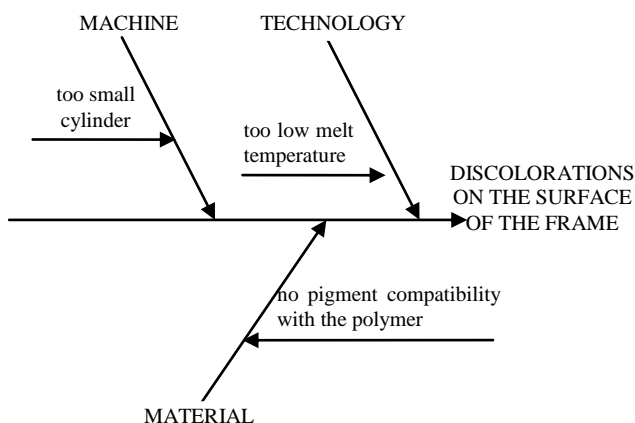 MACHINE
TECHNOLOGY
too small
cylinder
too low melt
temperature
DISCOLORATIONS
ON THE SURFACE
OF THE FRAME
no pigment compatibility
with the polymer
MATERIAL